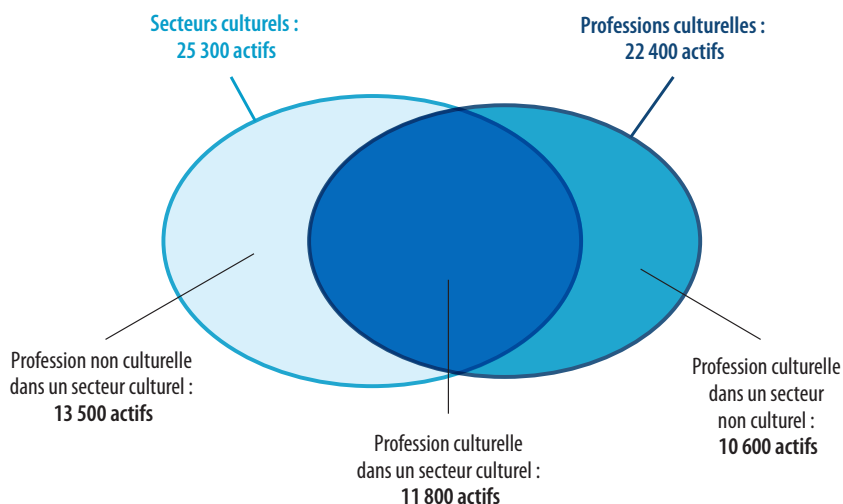 Secteurs culturels :
25 300 actifs
Professions culturelles :
22 400 actifs
Profession non culturelle
dans un secteur culturel :
13 500 actifs
Profession culturelle
dans un secteur culturel :
11 800 actifs
Profession culturelle
dans un secteur
non culturel :
10 600 actifs